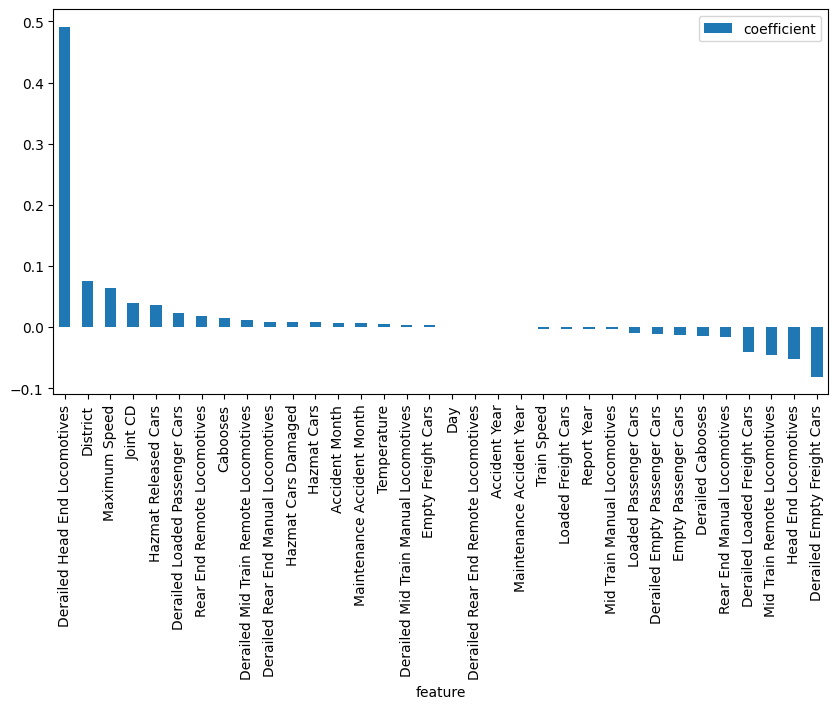 coefficient
0.5
0.4
0.3
0.2
0.1
0.0
−0.1
Derailed Head End Locomotives
District
Maximum Speed
Joint CD
Hazmat Released Cars
Derailed Loaded Passenger Cars
Rear End Remote Locomotives
Cabooses
Derailed Mid Train Remote Locomotives
Derailed Rear End Manual Locomotives
Hazmat Cars Damaged
Hazmat Cars
Accident Month
Maintenance Accident Month
Temperature
Derailed Mid Train Manual Locomotives
Empty Freight Cars
Day
Derailed Rear End Remote Locomotives
Accident Year
Maintenance Accident Year
Train Speed
Loaded Freight Cars
Report Year
Mid Train Manual Locomotives
Loaded Passenger Cars
Derailed Empty Passenger Cars
Empty Passenger Cars
Derailed Cabooses
Rear End Manual Locomotives
Derailed Loaded Freight Cars
Mid Train Remote Locomotives
Head End Locomotives
Derailed Empty Freight Cars
feature